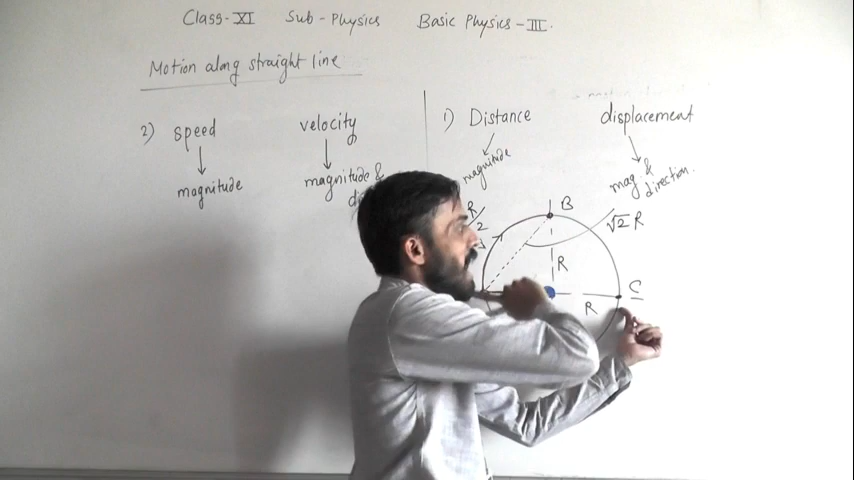 Class-XI Sub-Physics Basic Physics-III.
Motion along straight line
2) speed velocity
magnitude magnitude &
1) Distance displacement
magnitude mag. & direction.
B
R/2
√2 R
R
C
R